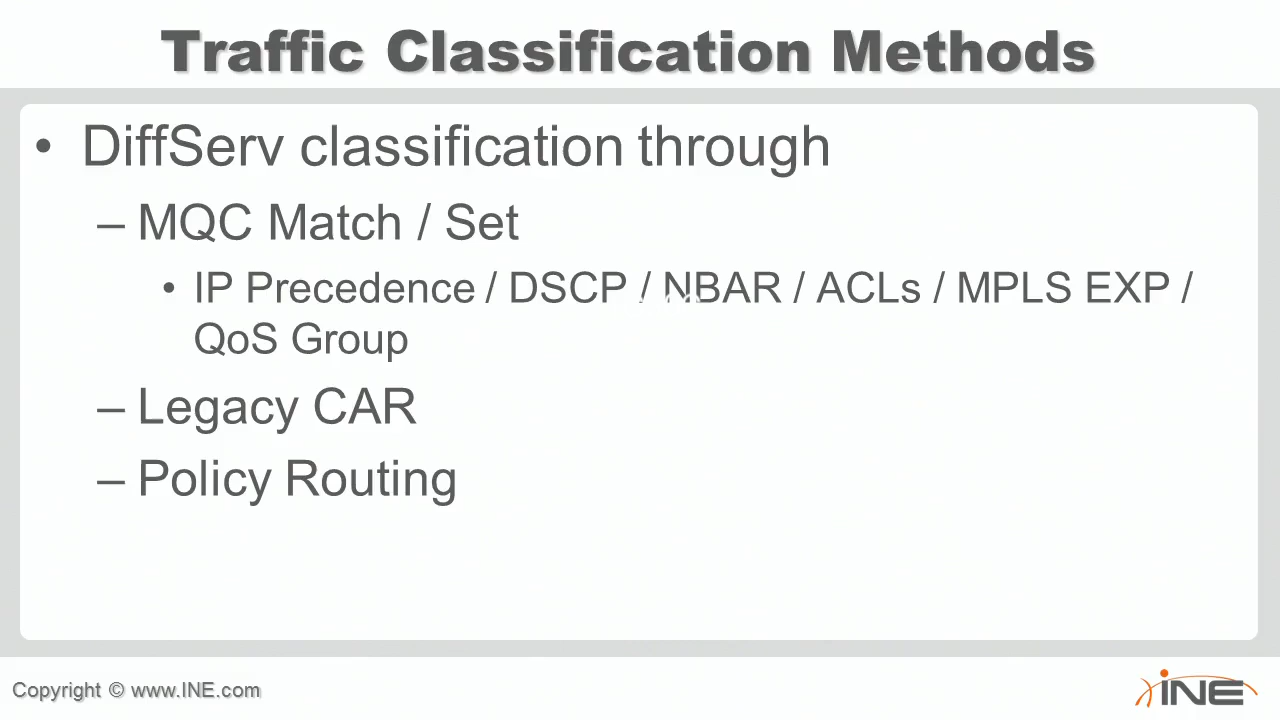 Traffic Classification Methods
• DiffServ classification through
– MQC Match / Set
• IP Precedence / DSCP / NBAR / ACLs / MPLS EXP /
QoS Group
– Legacy CAR
– Policy Routing
Copyright © www.INE.com
INE